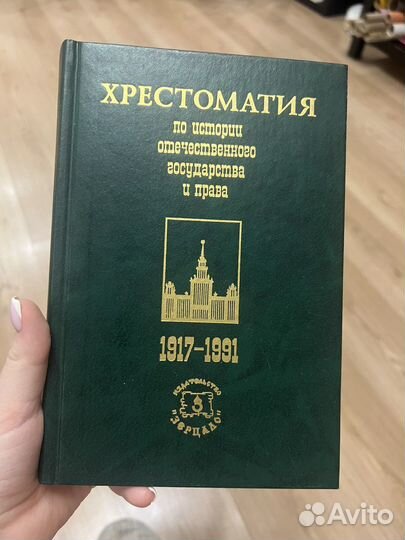 ХРЕСТОМАТИЯ
по истории
отечественного
государства
и права
1917–1991
ИЗДАТЕЛЬСТВО
"ЗЕРЦАЛО"
Avito